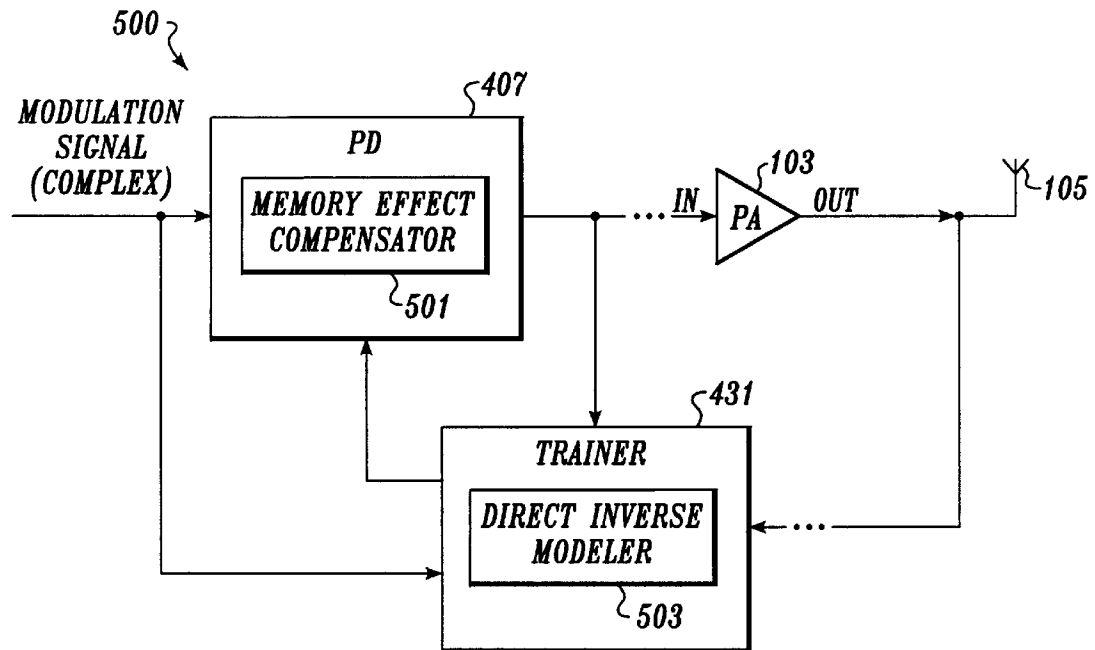 500
407
MODULATION
SIGNAL
(COMPLEX)
PD
MEMORY EFFECT
COMPENSATOR
501
••• IN
PA
103
OUT
105
431
TRAINER
DIRECT INVERSE
MODELER
503
•••